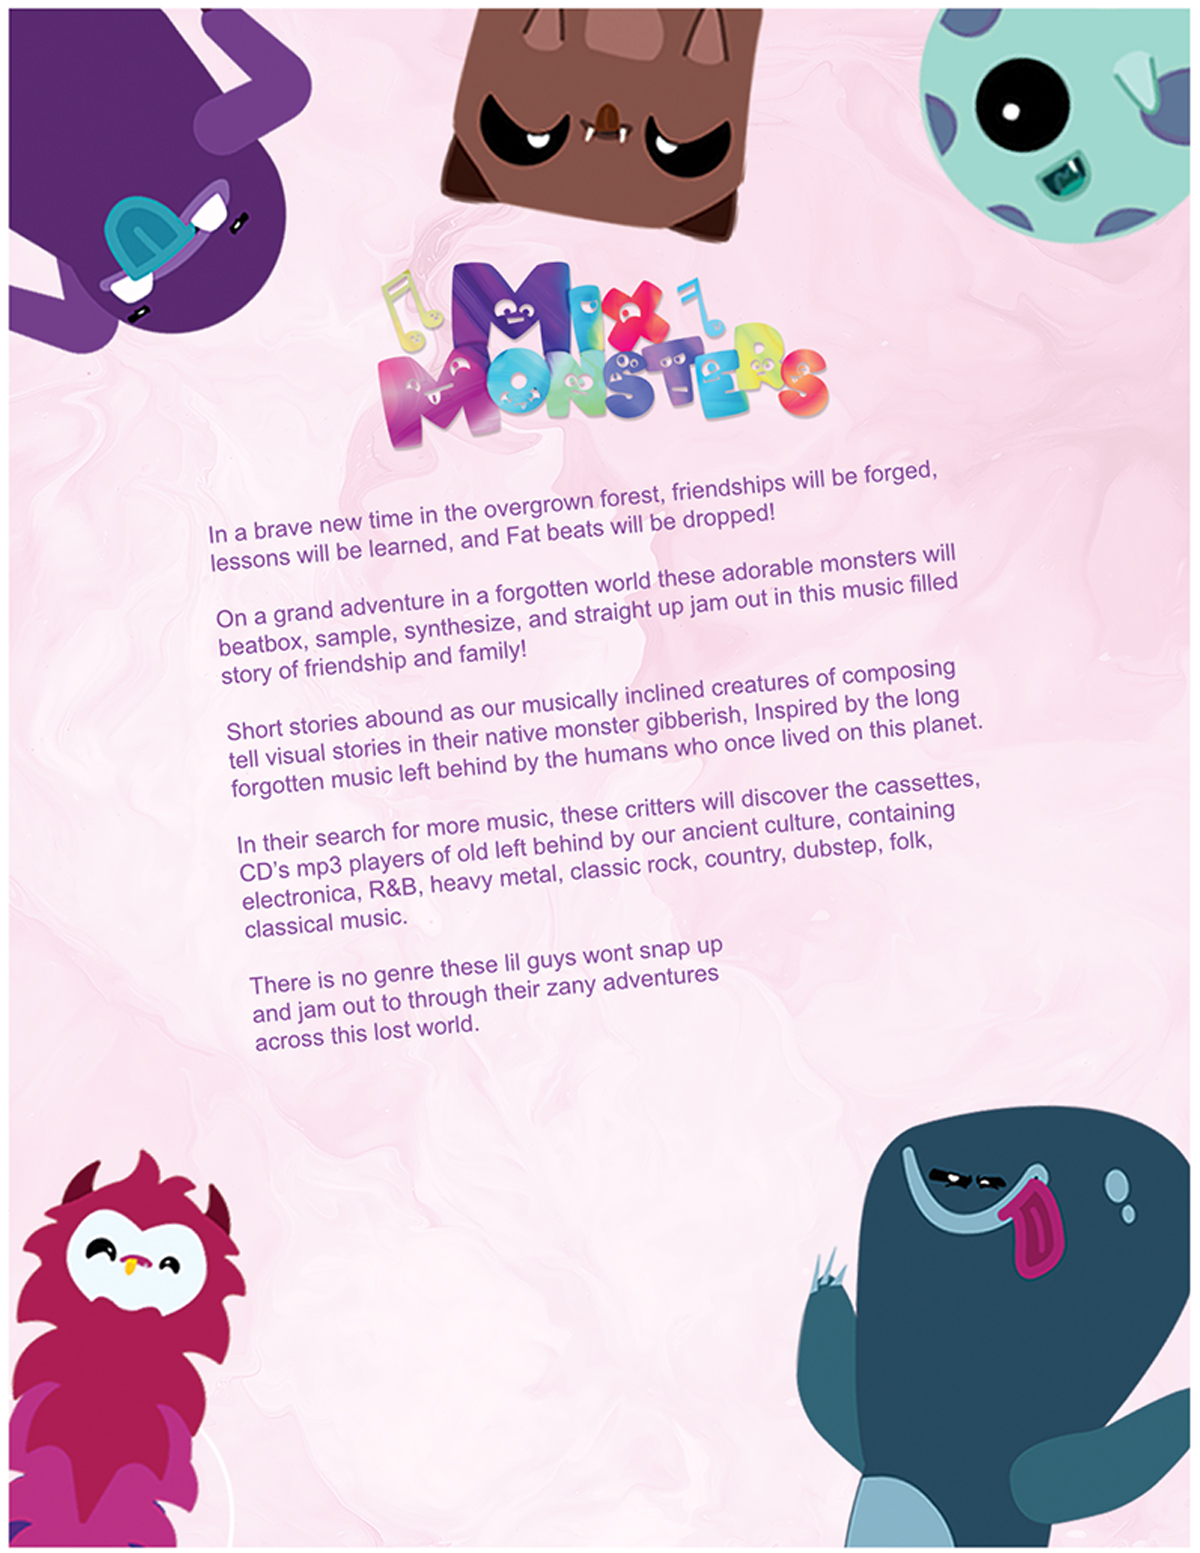 MIX
MONSTERS
In a brave new time in the overgrown forest, friendships will be forged,
lessons will be learned, and Fat beats will be dropped!
On a grand adventure in a forgotten world these adorable monsters will
beatbox, sample, synthesize, and straight up jam out in this music filled
story of friendship and family!
Short stories abound as our musically inclined creatures of composing
tell visual stories in their native monster gibberish, Inspired by the long
forgotten music left behind by the humans who once lived on this planet.
In their search for more music, these critters will discover the cassettes,
CD's mp3 players of old left behind by our ancient culture, containing
electronica, R&B, heavy metal, classic rock, country, dubstep, folk,
classical music.
There is no genre these lil guys wont snap up
and jam out to through their zany adventures
across this lost world.